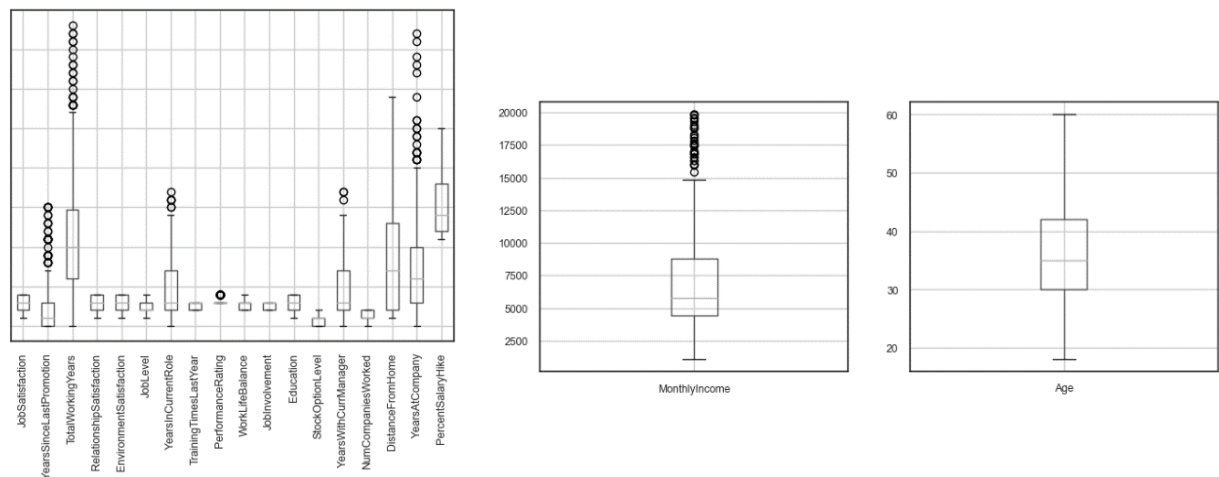 JobSatisfaction
YearsSinceLastPromotion
TotalWorkingYears
RelationshipSatisfaction
EnvironmentSatisfaction
JobLevel
YearsInCurrentRole
TrainingTimesLastYear
PerformanceRating
WorkLifeBalance
JobInvolvement
Education
StockOptionLevel
YearsWithCurrManager
NumCompaniesWorked
DistanceFromHome
YearsAtCompany
PercentSalaryHike
20000
17500
15000
12500
10000
7500
5000
2500
MonthlyIncome
60
50
40
30
20
Age